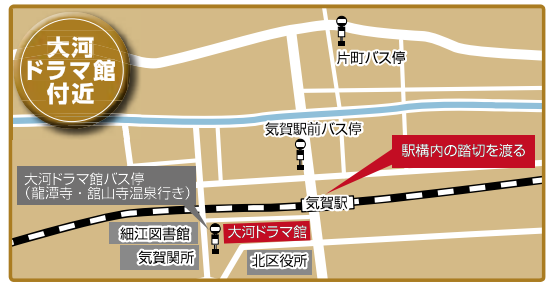 大河
ドラマ館
付近
片町バス停
気賀駅前バス停
駅構内の踏切を渡る
大河ドラマ館バス停
（龍潭寺・舘山寺温泉行き）
気賀駅
細江図書館
大河ドラマ館
気賀関所
北区役所